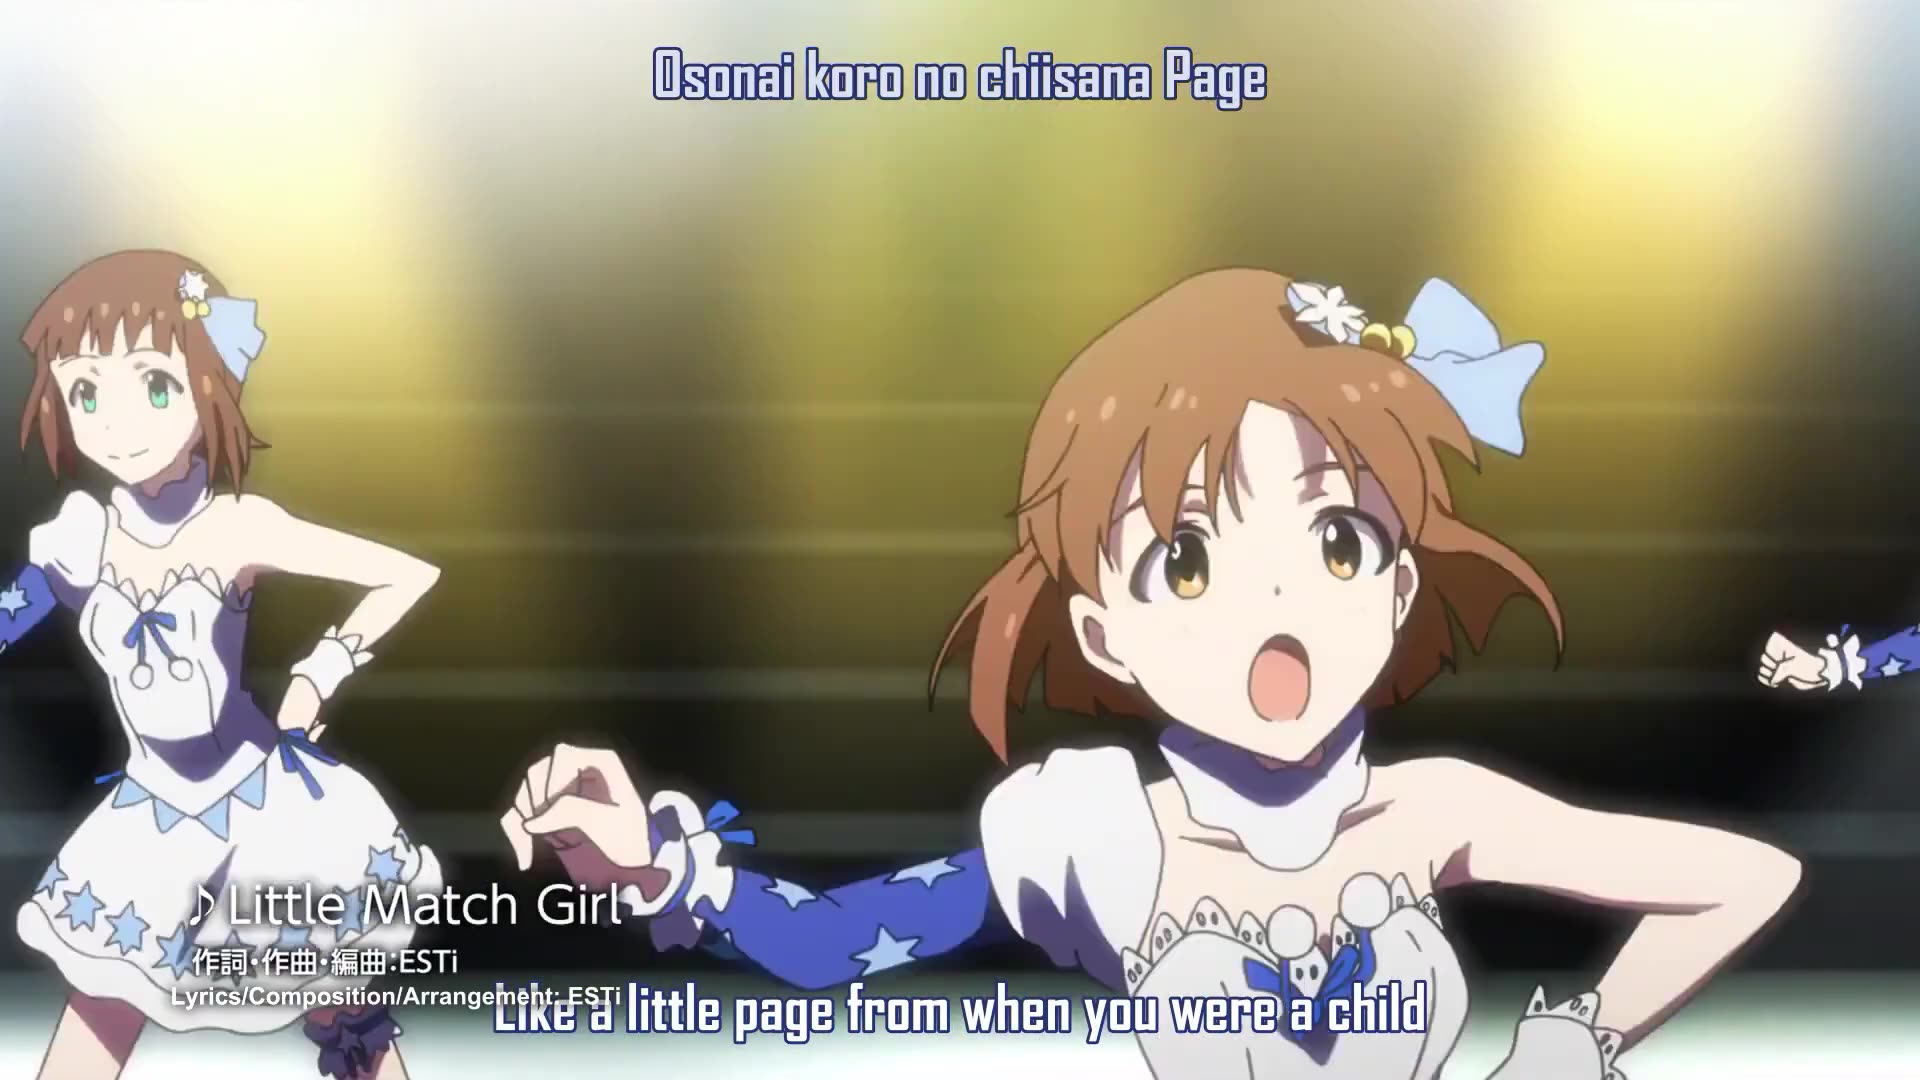 Osonai koro no chiisana Page
♪Little Match Girl
作詞・作曲・編曲:ESTi
Lyrics/Composition/Arrangement: ESTi
Like a little page from when you were a child